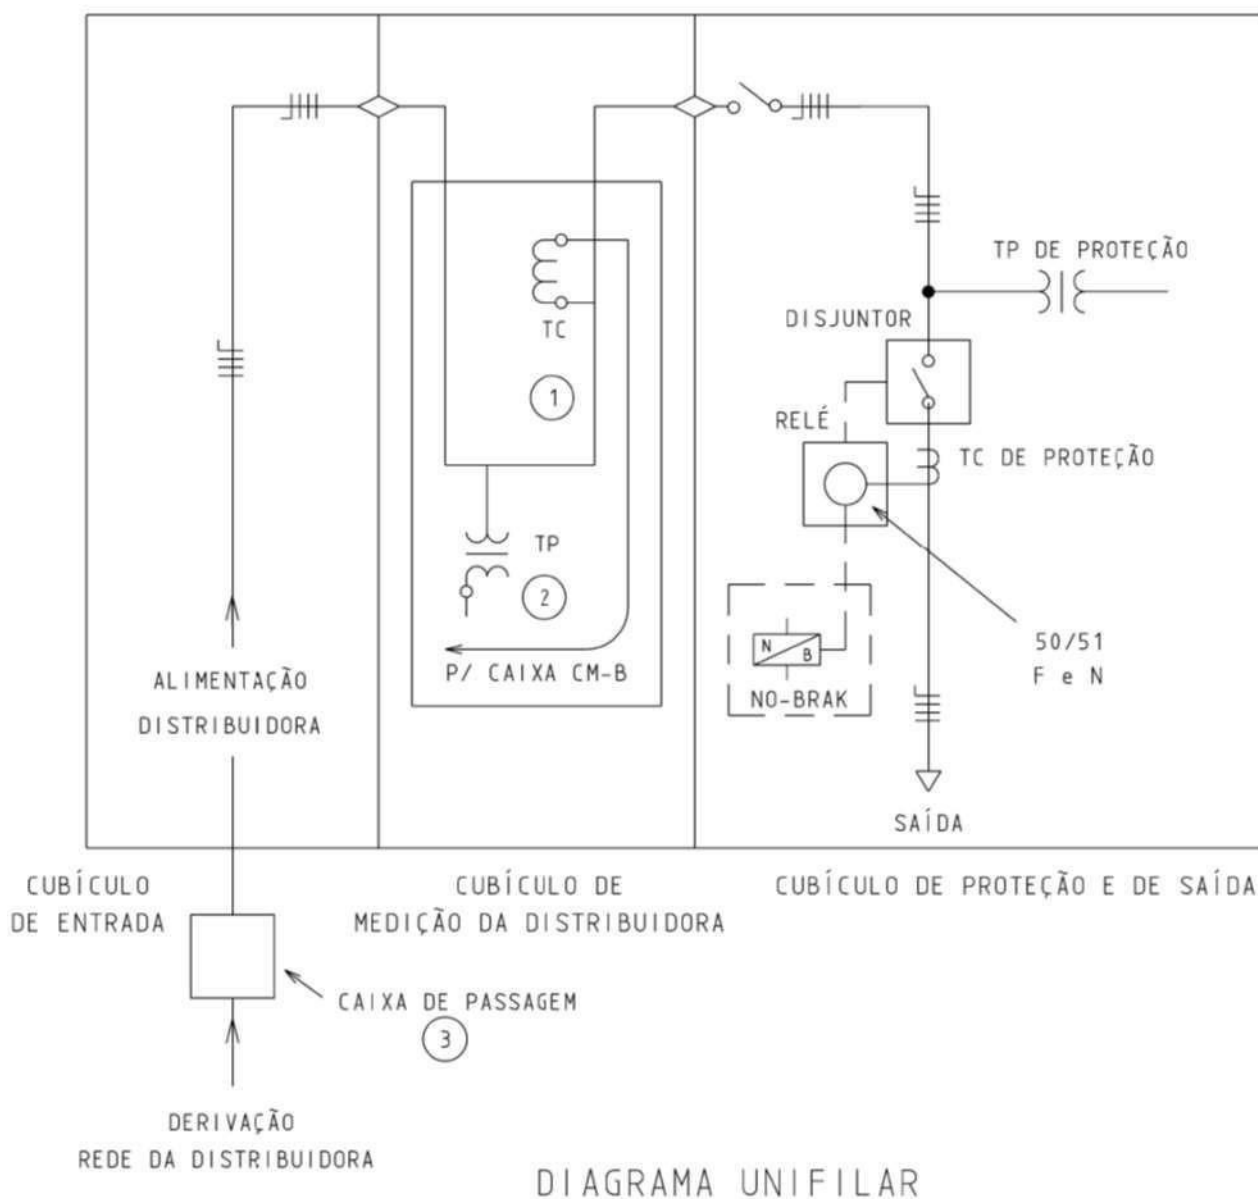 TP DE PROTEÇÃO
DISJUNTOR
TC
1
RELÉ
TC DE PROTEÇÃO
TP
2
50/51
F e N
N
B
P/ CAIXA CM-B
NO-BRAK
ALIMENTAÇÃO
DISTRIBUIDORA
SAÍDA
CUBÍCULO
DE ENTRADA
CUBÍCULO DE
MEDIÇÃO DA DISTRIBUIDORA
CUBÍCULO DE PROTEÇÃO E DE SAÍDA
CAIXA DE PASSAGEM
3
DERIVAÇÃO
REDE DA DISTRIBUIDORA
DIAGRAMA UNIFILAR